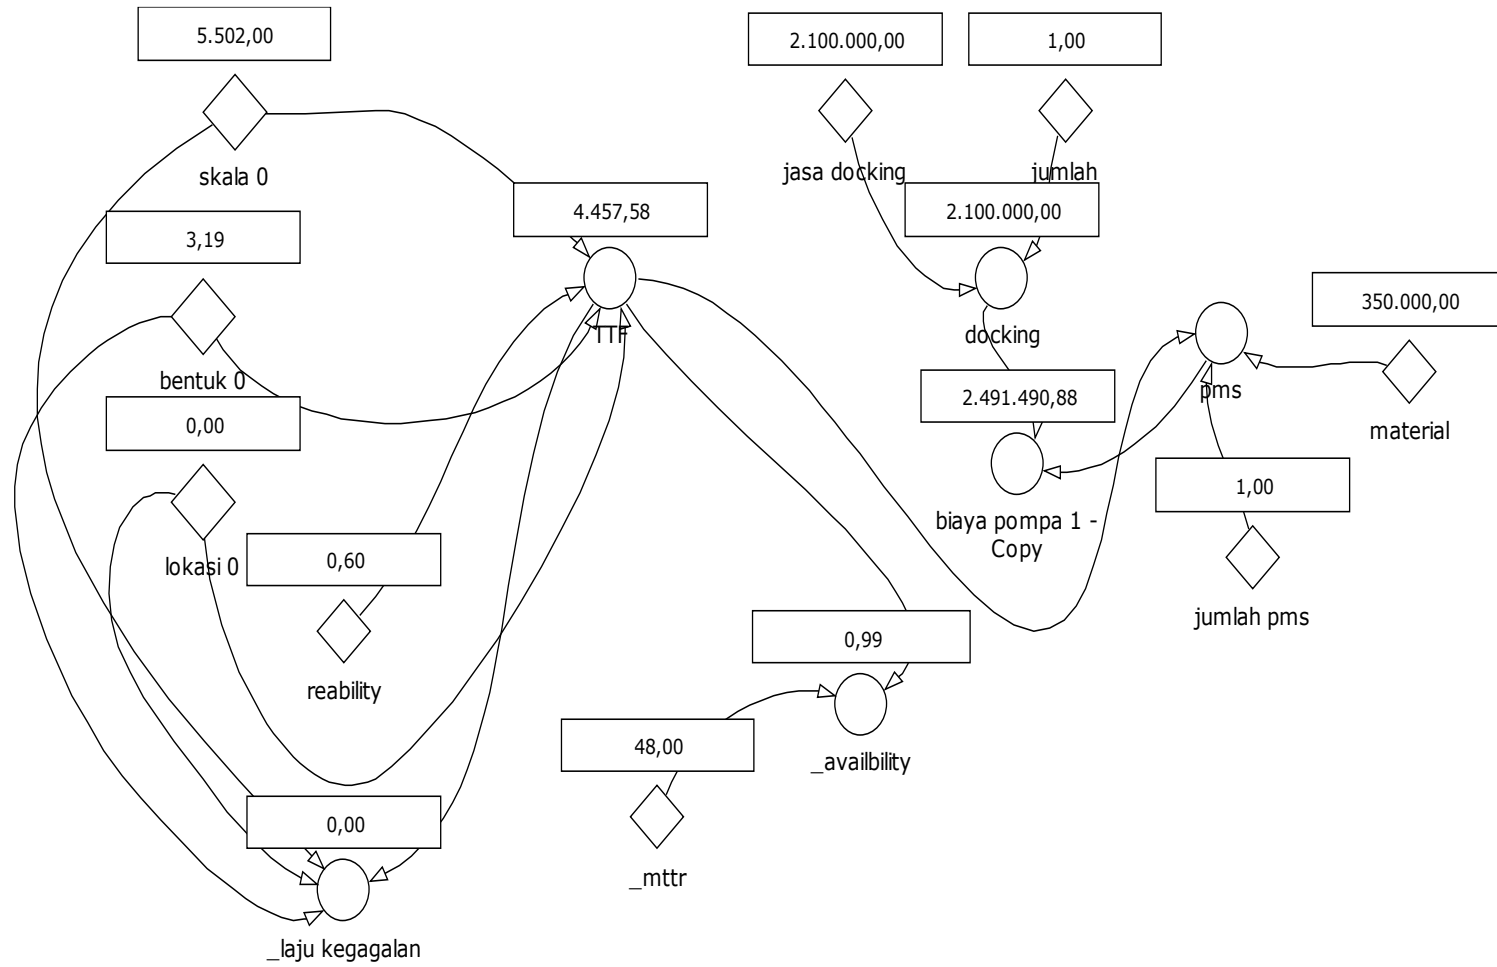 5.502,00
skala 0
3,19
bentuk 0
0,00
lokasi 0
0,60
reability
0,00
_laju kegagalan
4.457,58
TTF
48,00
_mttr
0,99
_availbility
2.100.000,00
jasa docking
1,00
jumlah
2.100.000,00
docking
2.491.490,88
biaya pompa 1 -
Copy
pms
350.000,00
material
1,00
jumlah pms